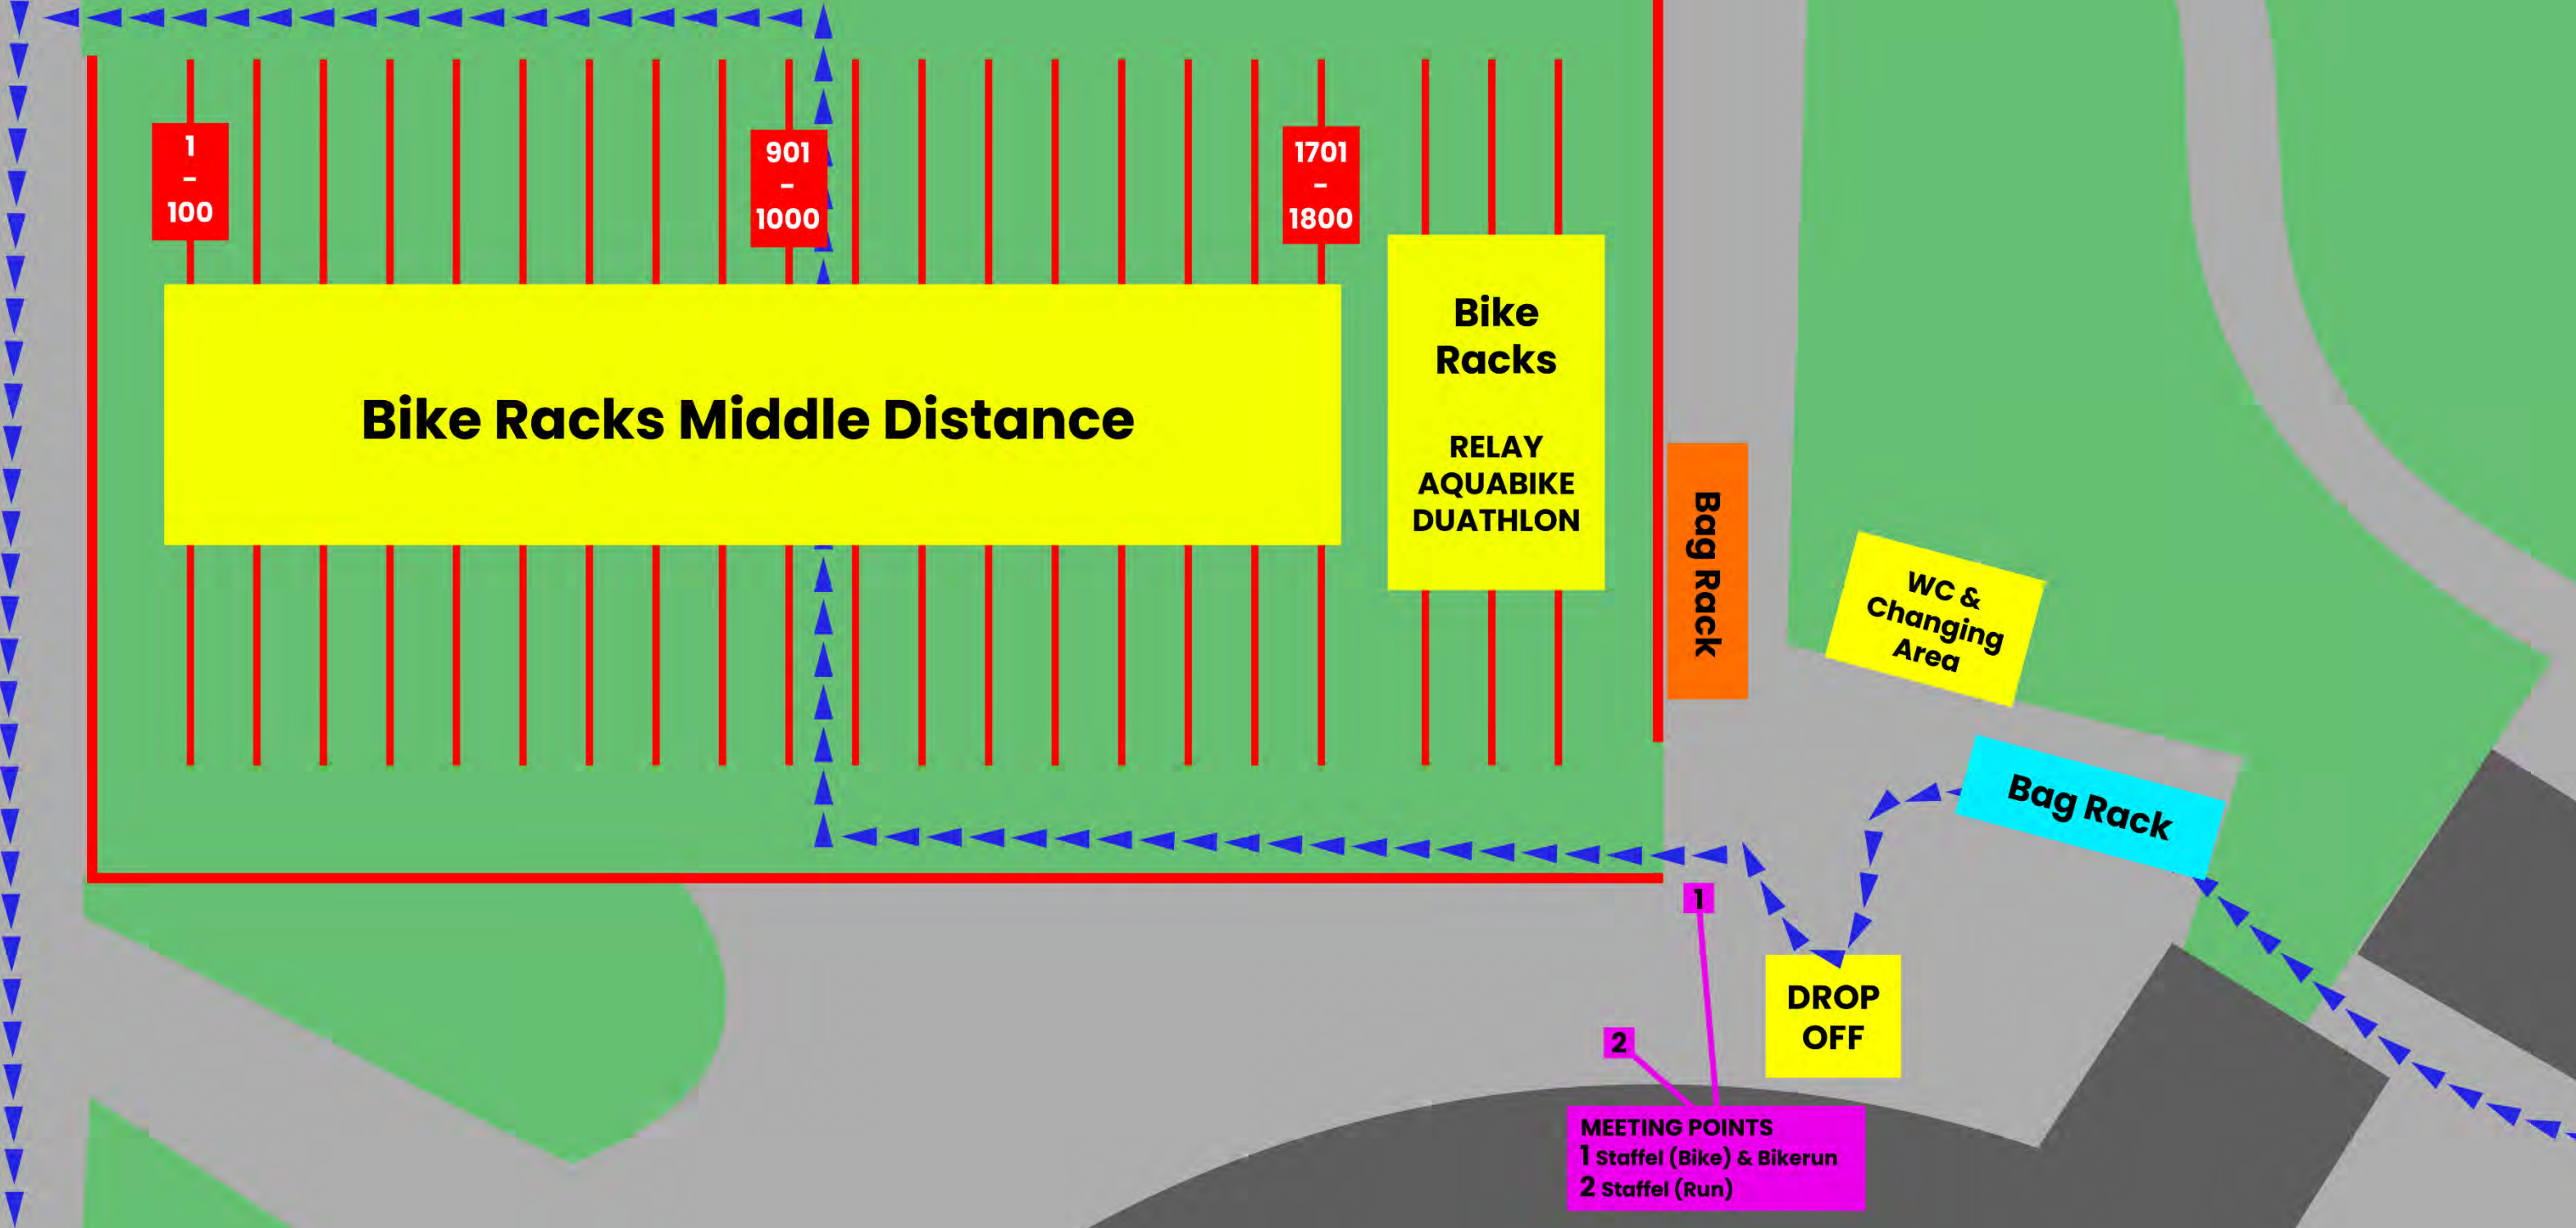 1
-
100
901
-
1000
1701
-
1800
Bike Racks Middle Distance
Bike
Racks
RELAY
AQUABIKE
DUATHLON
Bag Rack
WC &
Changing
Area
Bag Rack
1
DROP
OFF
2
MEETING POINTS
1 Staffel (Bike) & Bikerun
2 Staffel (Run)